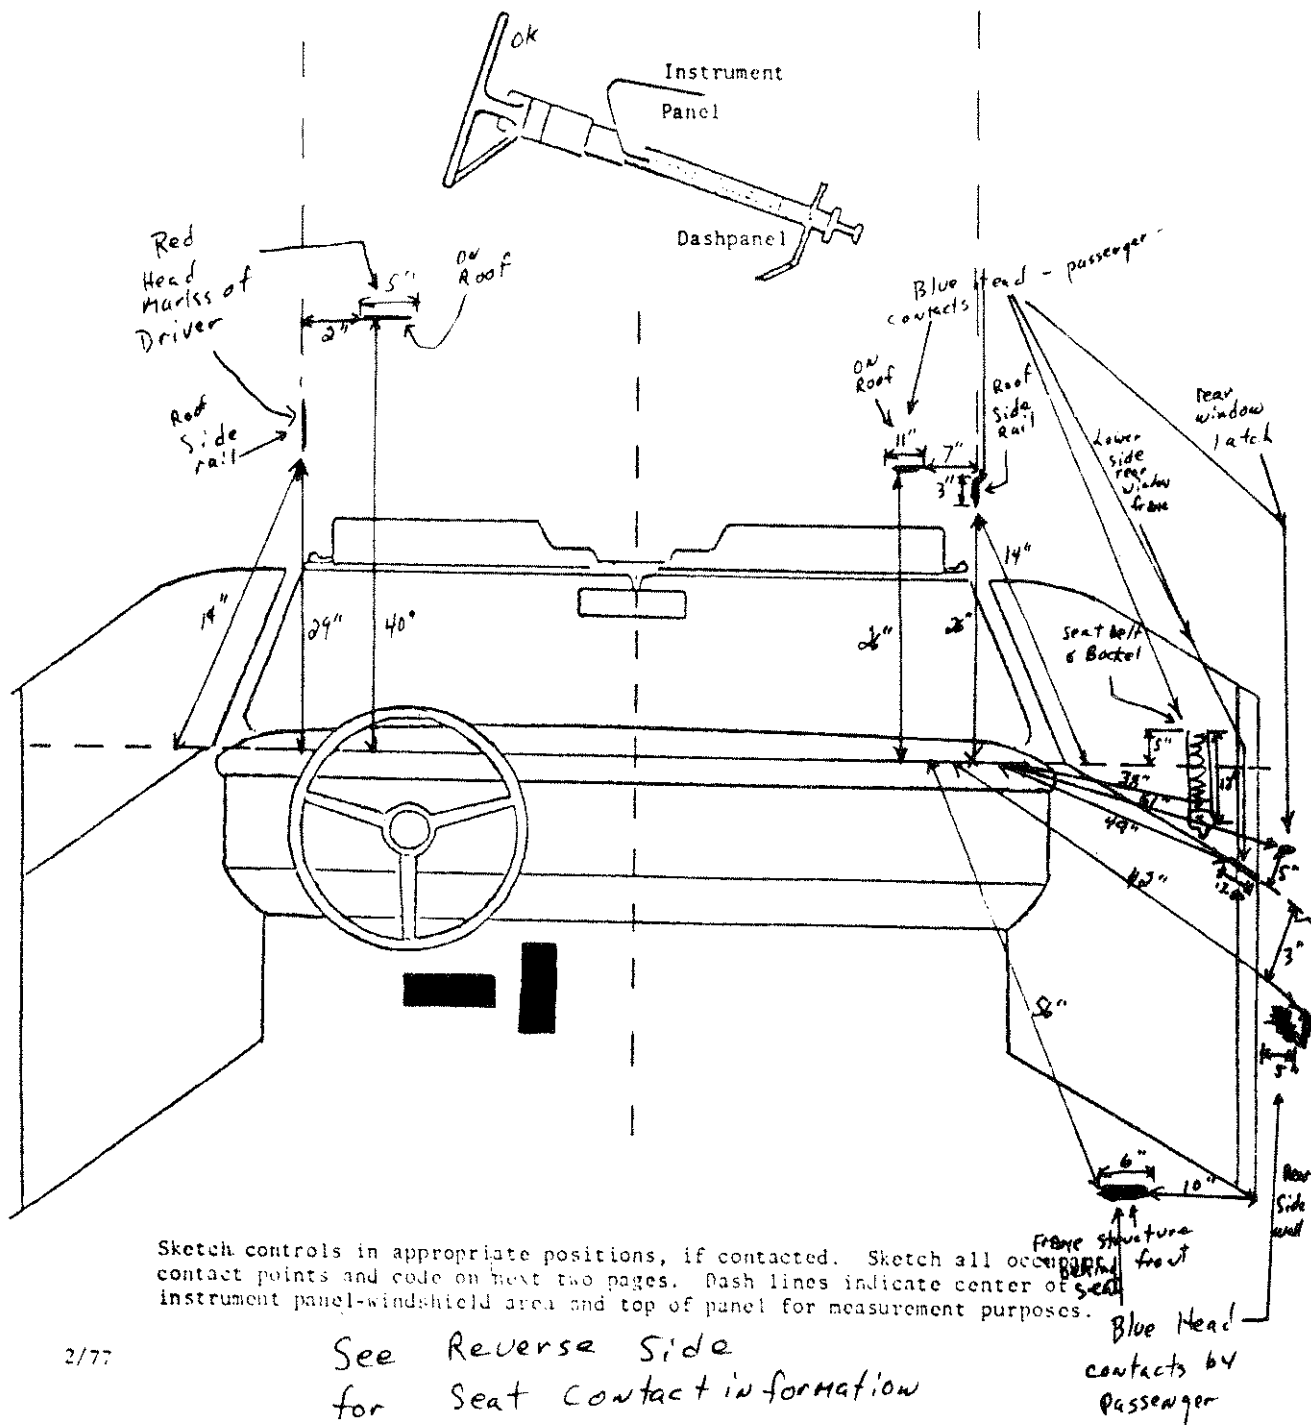 OK
Instrument
Panel
Dashpanel
Red
Head
Marks of
Driver
5"
ON
Roof
2"
Roof
Side
rail
Blue Head - passenger
contacts
ON
Roof
Roof
Side
Rail
11"
7"
3"
Lower
side
rear
window
frame
rear
window
latch
14"
29"
40"
26"
14"
Seat belt
5"
38"
49"
5"
3"
6"
10"
Rear
Side
wall
Frame structure
behind front
seat
Sketch controls in appropriate positions, if contacted. Sketch all occupant
contact points and code on next two pages. Dash lines indicate center of
instrument panel-windshield area and top of panel for measurement purposes.
Blue Head
contacts by
Passenger
2/77
See Reverse Side
for Seat Contact information